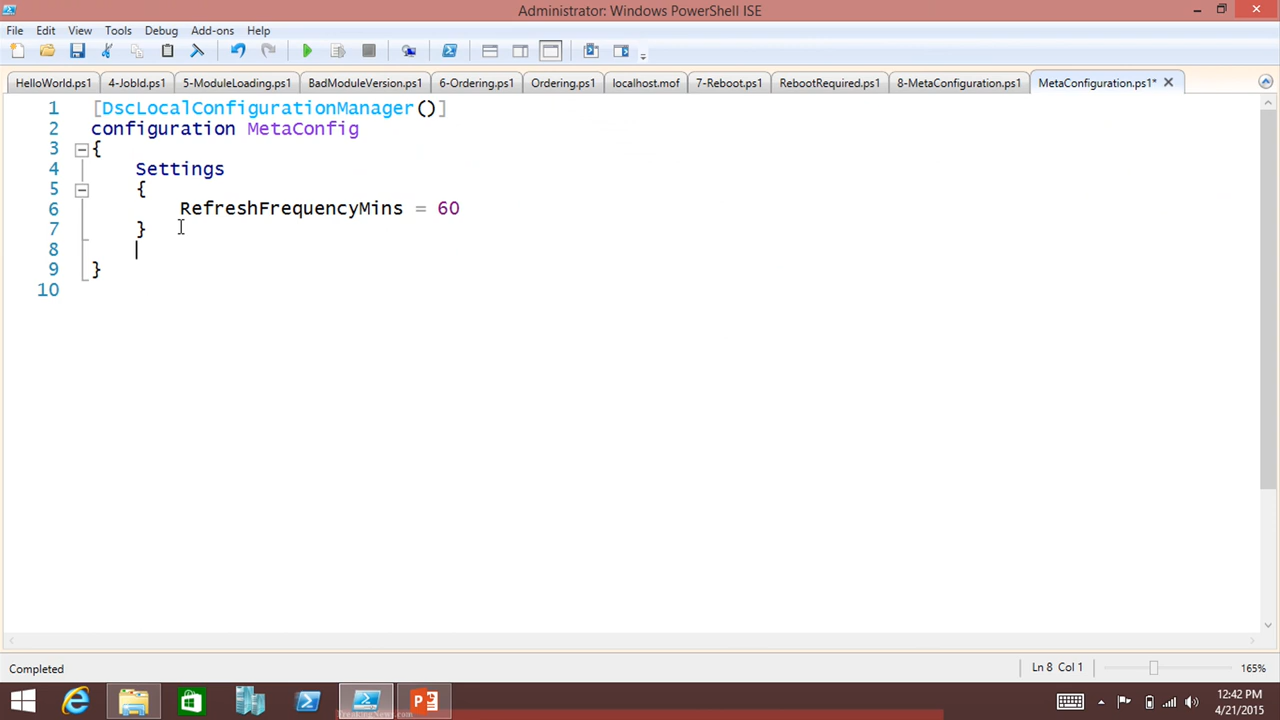 Administrator: Windows PowerShell ISE
File Edit View Tools Debug Add-ons Help
HelloWorld.ps1 4-JobId.ps1 5-ModuleLoading.ps1 BadModuleVersion.ps1 6-Ordering.ps1 Ordering.ps1 localhost.mof 7-Reboot.ps1 RebootRequired.ps1 8-MetaConfiguration.ps1 MetaConfiguration.ps1*
1 [DscLocalConfigurationManager()]
2 configuration MetaConfig
3 {
4 Settings
5 {
6 RefreshFrequencyMins = 60
7 }
8
9 }
10
Completed Ln 8 Col 1 165%
12:42 PM
4/21/2015